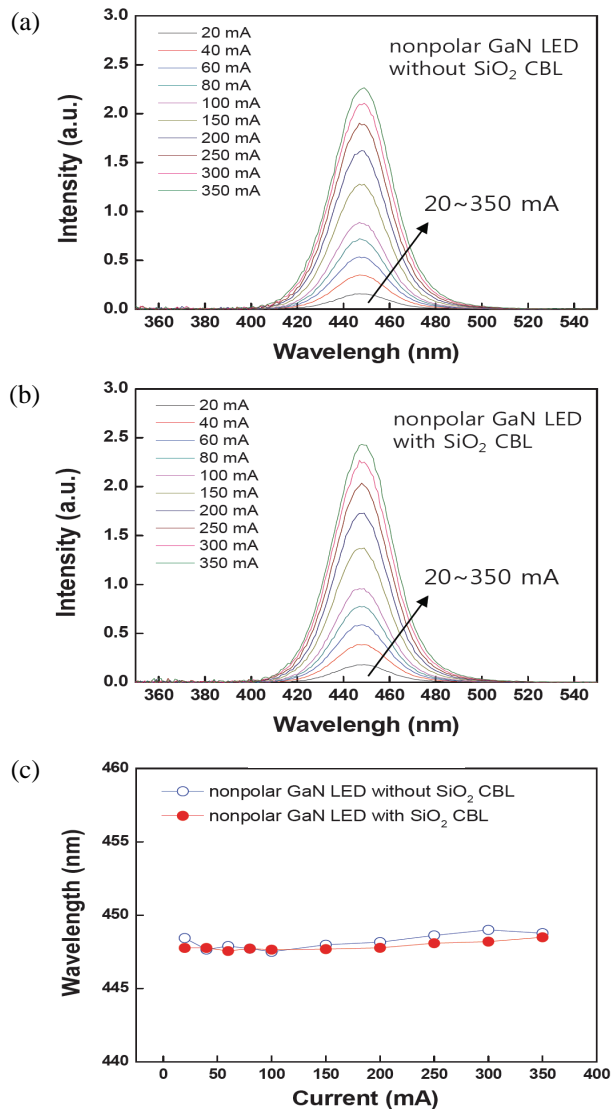 (a)
3.0
2.5
2.0
1.5
1.0
0.5
0.0
Intensity (a.u.)
20 mA
40 mA
60 mA
80 mA
100 mA
150 mA
200 mA
250 mA
300 mA
350 mA
nonpolar GaN LED
without SiO₂ CBL
20~350 mA
360 380 400 420 440 460 480 500 520 540
Wavelengh (nm)
(b)
3.0
2.5
2.0
1.5
1.0
0.5
0.0
Intensity (a.u.)
20 mA
40 mA
60 mA
80 mA
100 mA
150 mA
200 mA
250 mA
300 mA
350 mA
nonpolar GaN LED
with SiO₂ CBL
20~350 mA
360 380 400 420 440 460 480 500 520 540
Wavelengh (nm)
(c)
460
455
450
445
440
Wavelength (nm)
nonpolar GaN LED without SiO₂ CBL
nonpolar GaN LED with SiO₂ CBL
0 50 100 150 200 250 300 350 400
Current (mA)